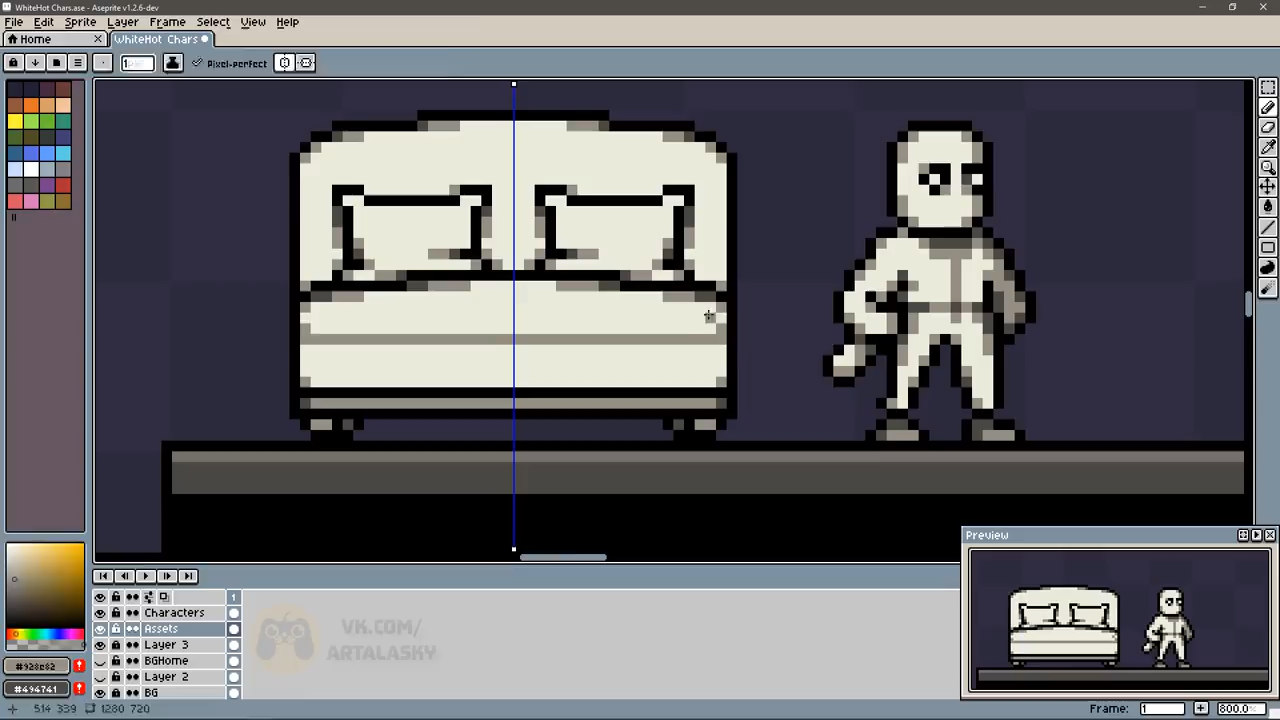 WhiteHot Chars.ase - Aseprite v1.2.6-dev
File Edit Sprite Layer Frame Select View Help
Home WhiteHot Chars
Pixel-perfect
Preview
1
Characters
Assets
Layer 3
BGHome
Layer 2
BG
VK.COM/
ARTALASKY
#928e82
#494741
514 339 1280 720
Frame: 1 800.0